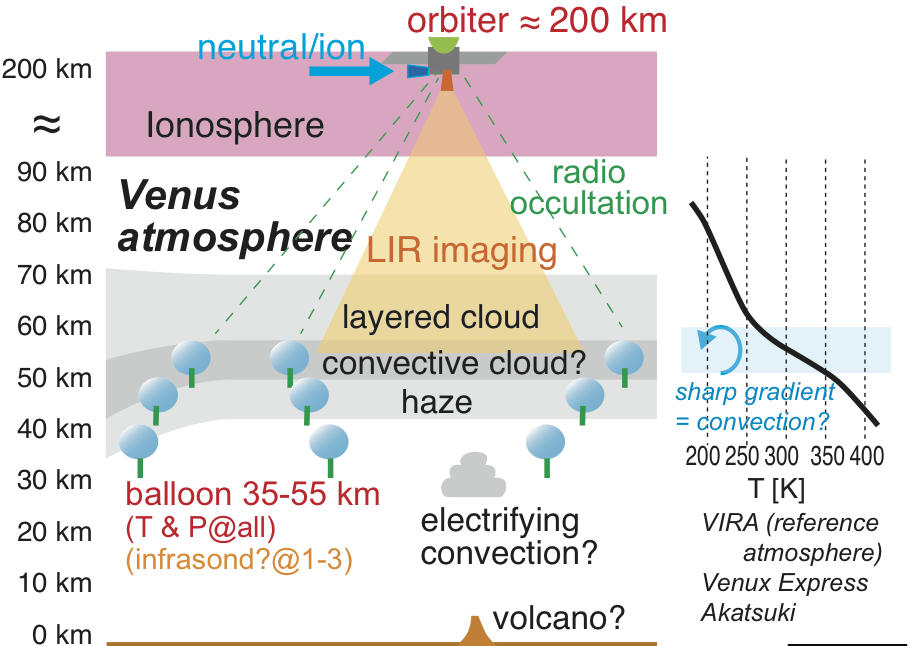 orbiter ≈ 200 km
neutral/ion
200 km
Ionosphere
≈
90 km
radio
occultation
Venus
atmosphere
80 km
LIR imaging
70 km
layered cloud
60 km
convective cloud?
50 km
haze
40 km
30 km
balloon 35-55 km
(T & P@all)
(infrasond?@1-3)
electrifying
convection?
20 km
10 km
volcano?
0 km
sharp gradient
= convection?
200 250 300 350 400
T [K]
VIRA (reference
atmosphere)
Venux Express
Akatsuki